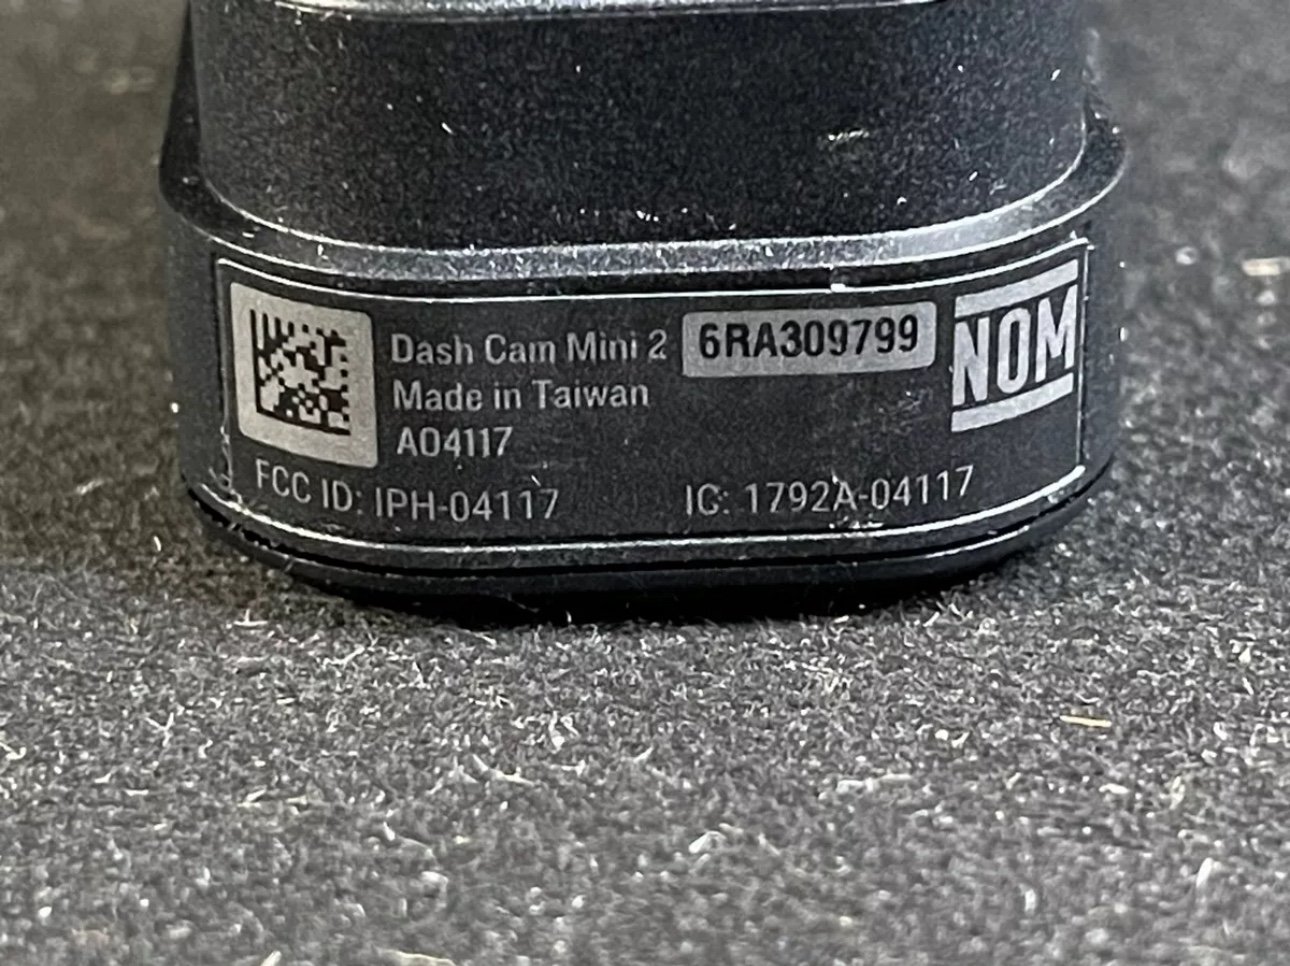 Dash Cam Mini 2 6RA309799 NOM
Made in Taiwan
A04117
FCC ID: IPH-04117 IC: 1792A-04117